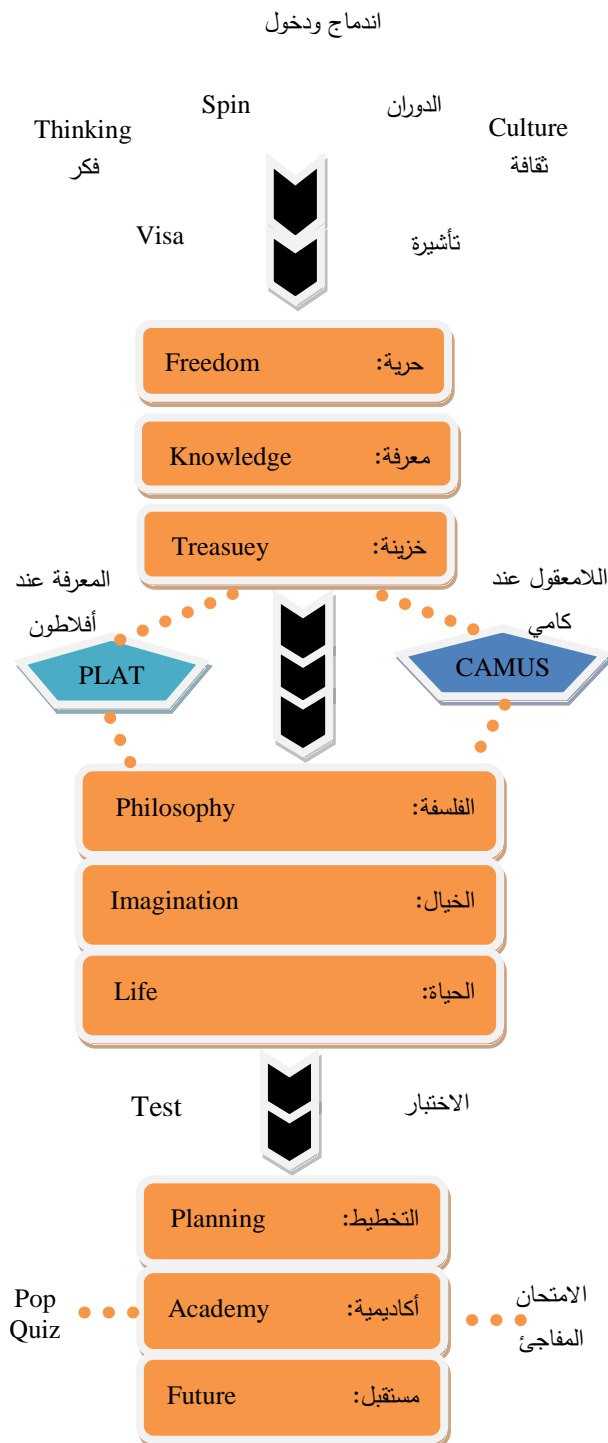 اندماج ودخول
Spin الدوران
Thinking Culture
فكر ثقافة
Visa تأشيرة
Freedom حرية:
Knowledge معرفة:
Treasuey خزينة:
المعرفة عند
أفلاطون
اللامعقول عند
كامي
PLAT CAMUS
Philosophy الفلسفة:
Imagination الخيال:
Life الحياة:
Test الاختبار
Planning التخطيط:
Pop
Quiz
Academy أكاديمية:
الامتحان
المفاجئ
Future مستقبل: